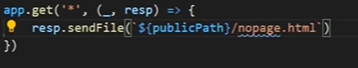 app.get('*', (_, resp) => {
    resp.sendFile(`${publicPath}/nopage.html`)
})